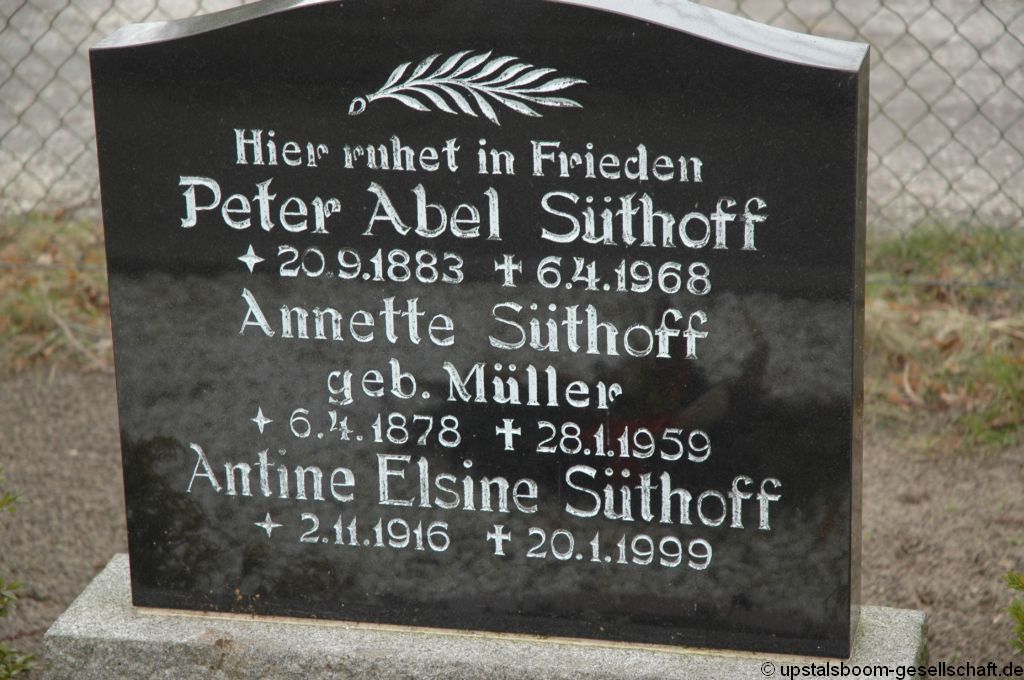 Hier ruhet in Frieden
Peter Abel Süthoff
✦ 20.9.1883 ✝ 6.4.1968
Annette Süthoff
geb. Müller
✦ 6.4.1878 ✝ 28.1.1959
Antine Elsine Süthoff
✦ 2.11.1916 ✝ 20.1.1999
© upstalsboom-gesellschaft.de